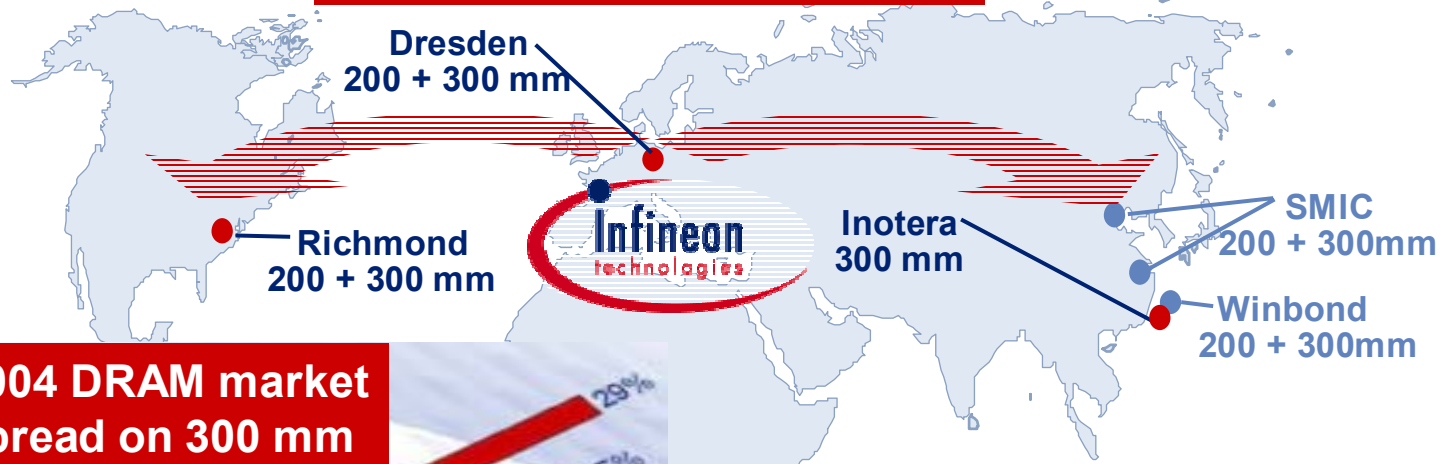 Dresden
200 + 300 mm
Infineon
technologies
Richmond
200 + 300 mm
Inotera
300 mm
SMIC
200 + 300mm
Winbond
200 + 300mm
004 DRAM market
pread on 300 mm
29%